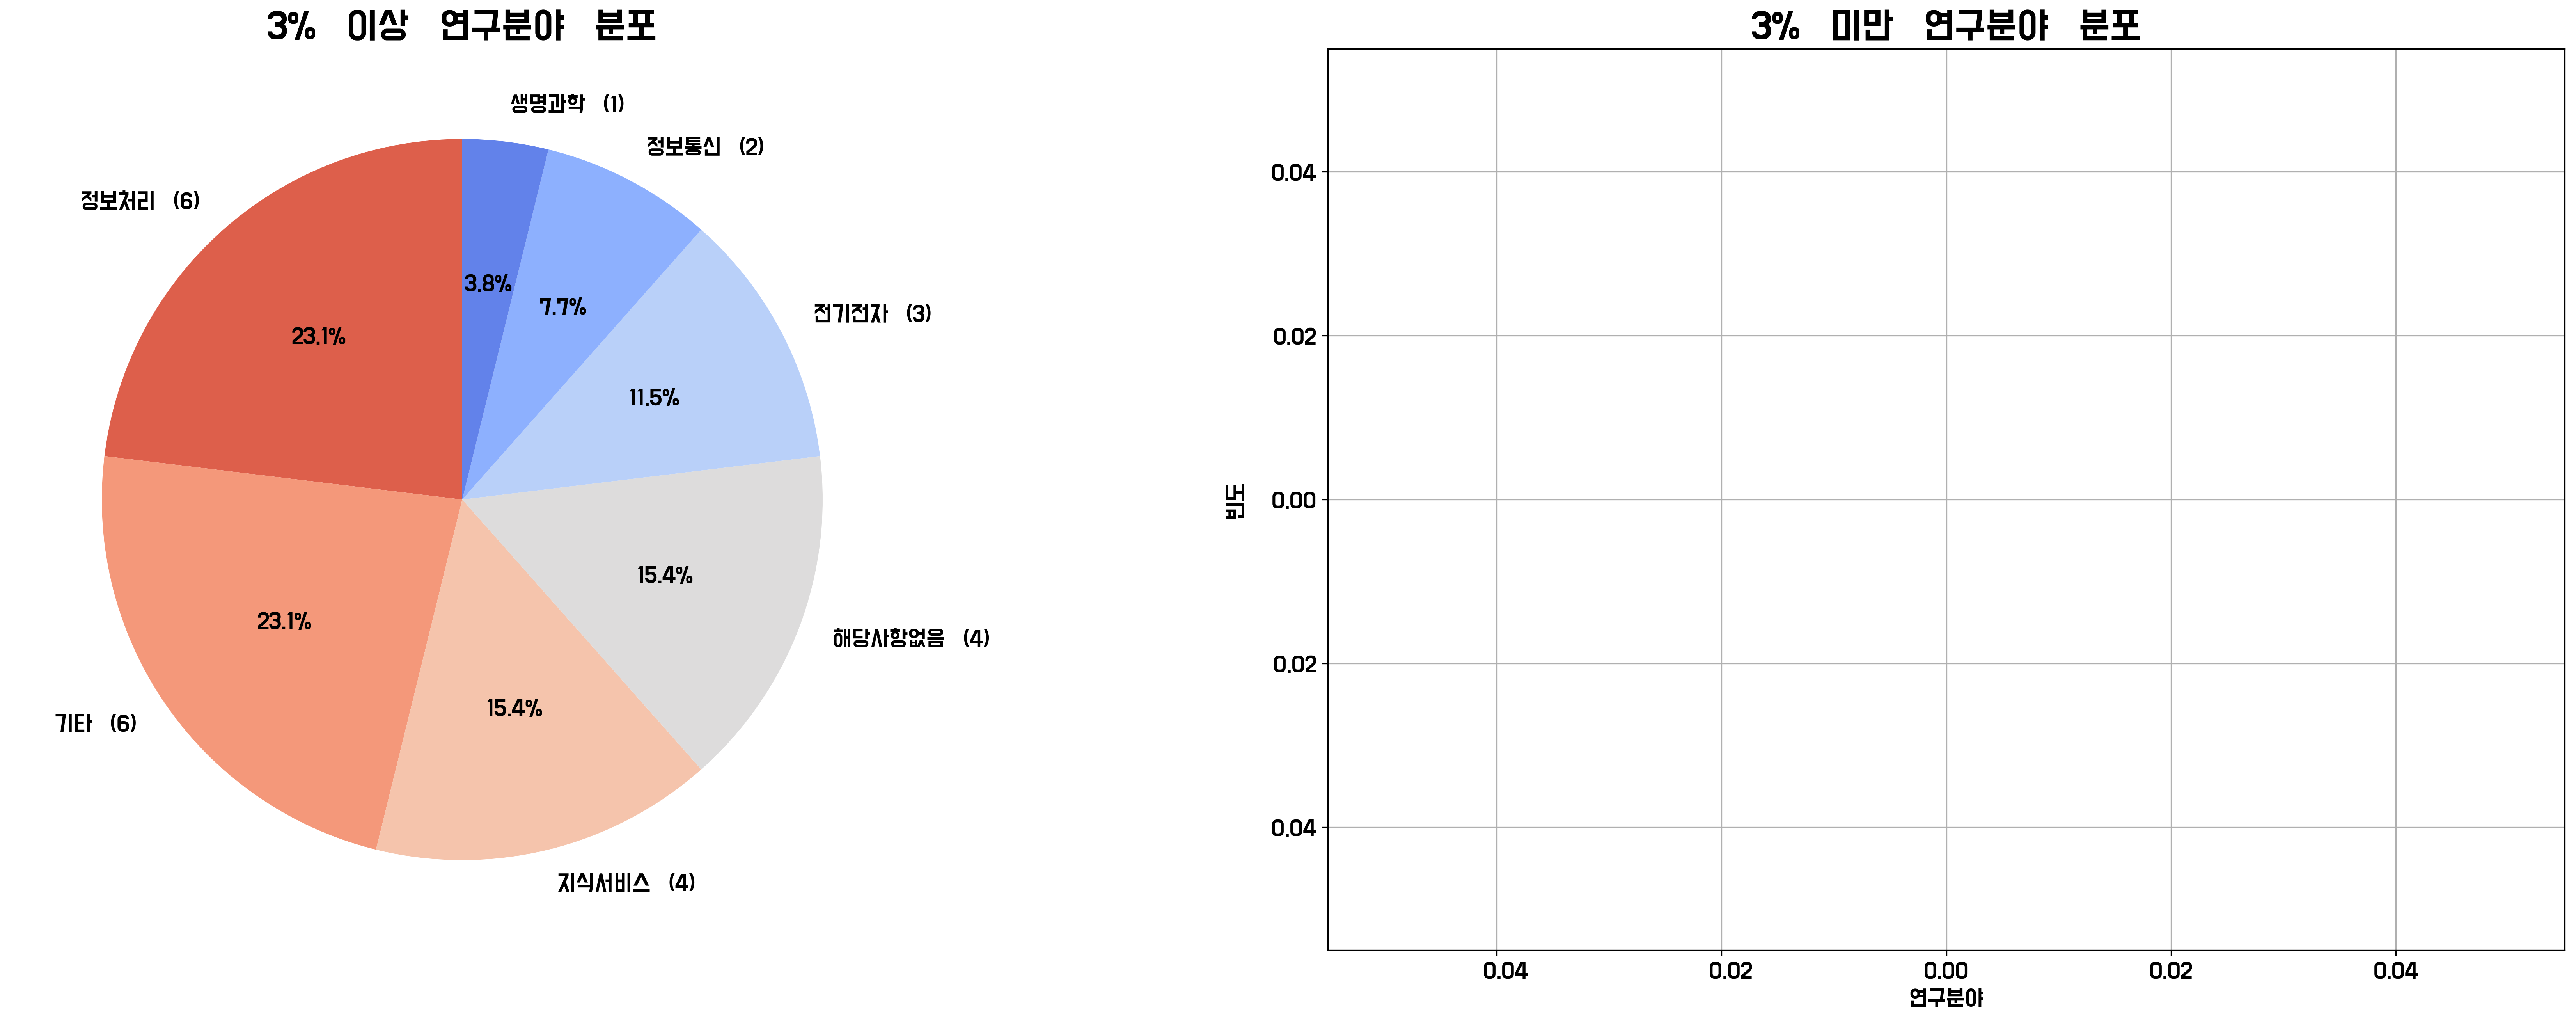 3% 이상 연구분야 분포
생명과학 (1)
정보통신 (2)
정보처리 (6)
전기전자 (3)
3.8%
7.7%
23.1%
11.5%
15.4%
해당사항없음 (4)
23.1%
15.4%
기타 (6)
지식서비스 (4)
3% 미만 연구분야 분포
0.04
0.02
0.00
0.02
0.04
빈도
0.04
0.02
0.00
0.02
0.04
연구분야